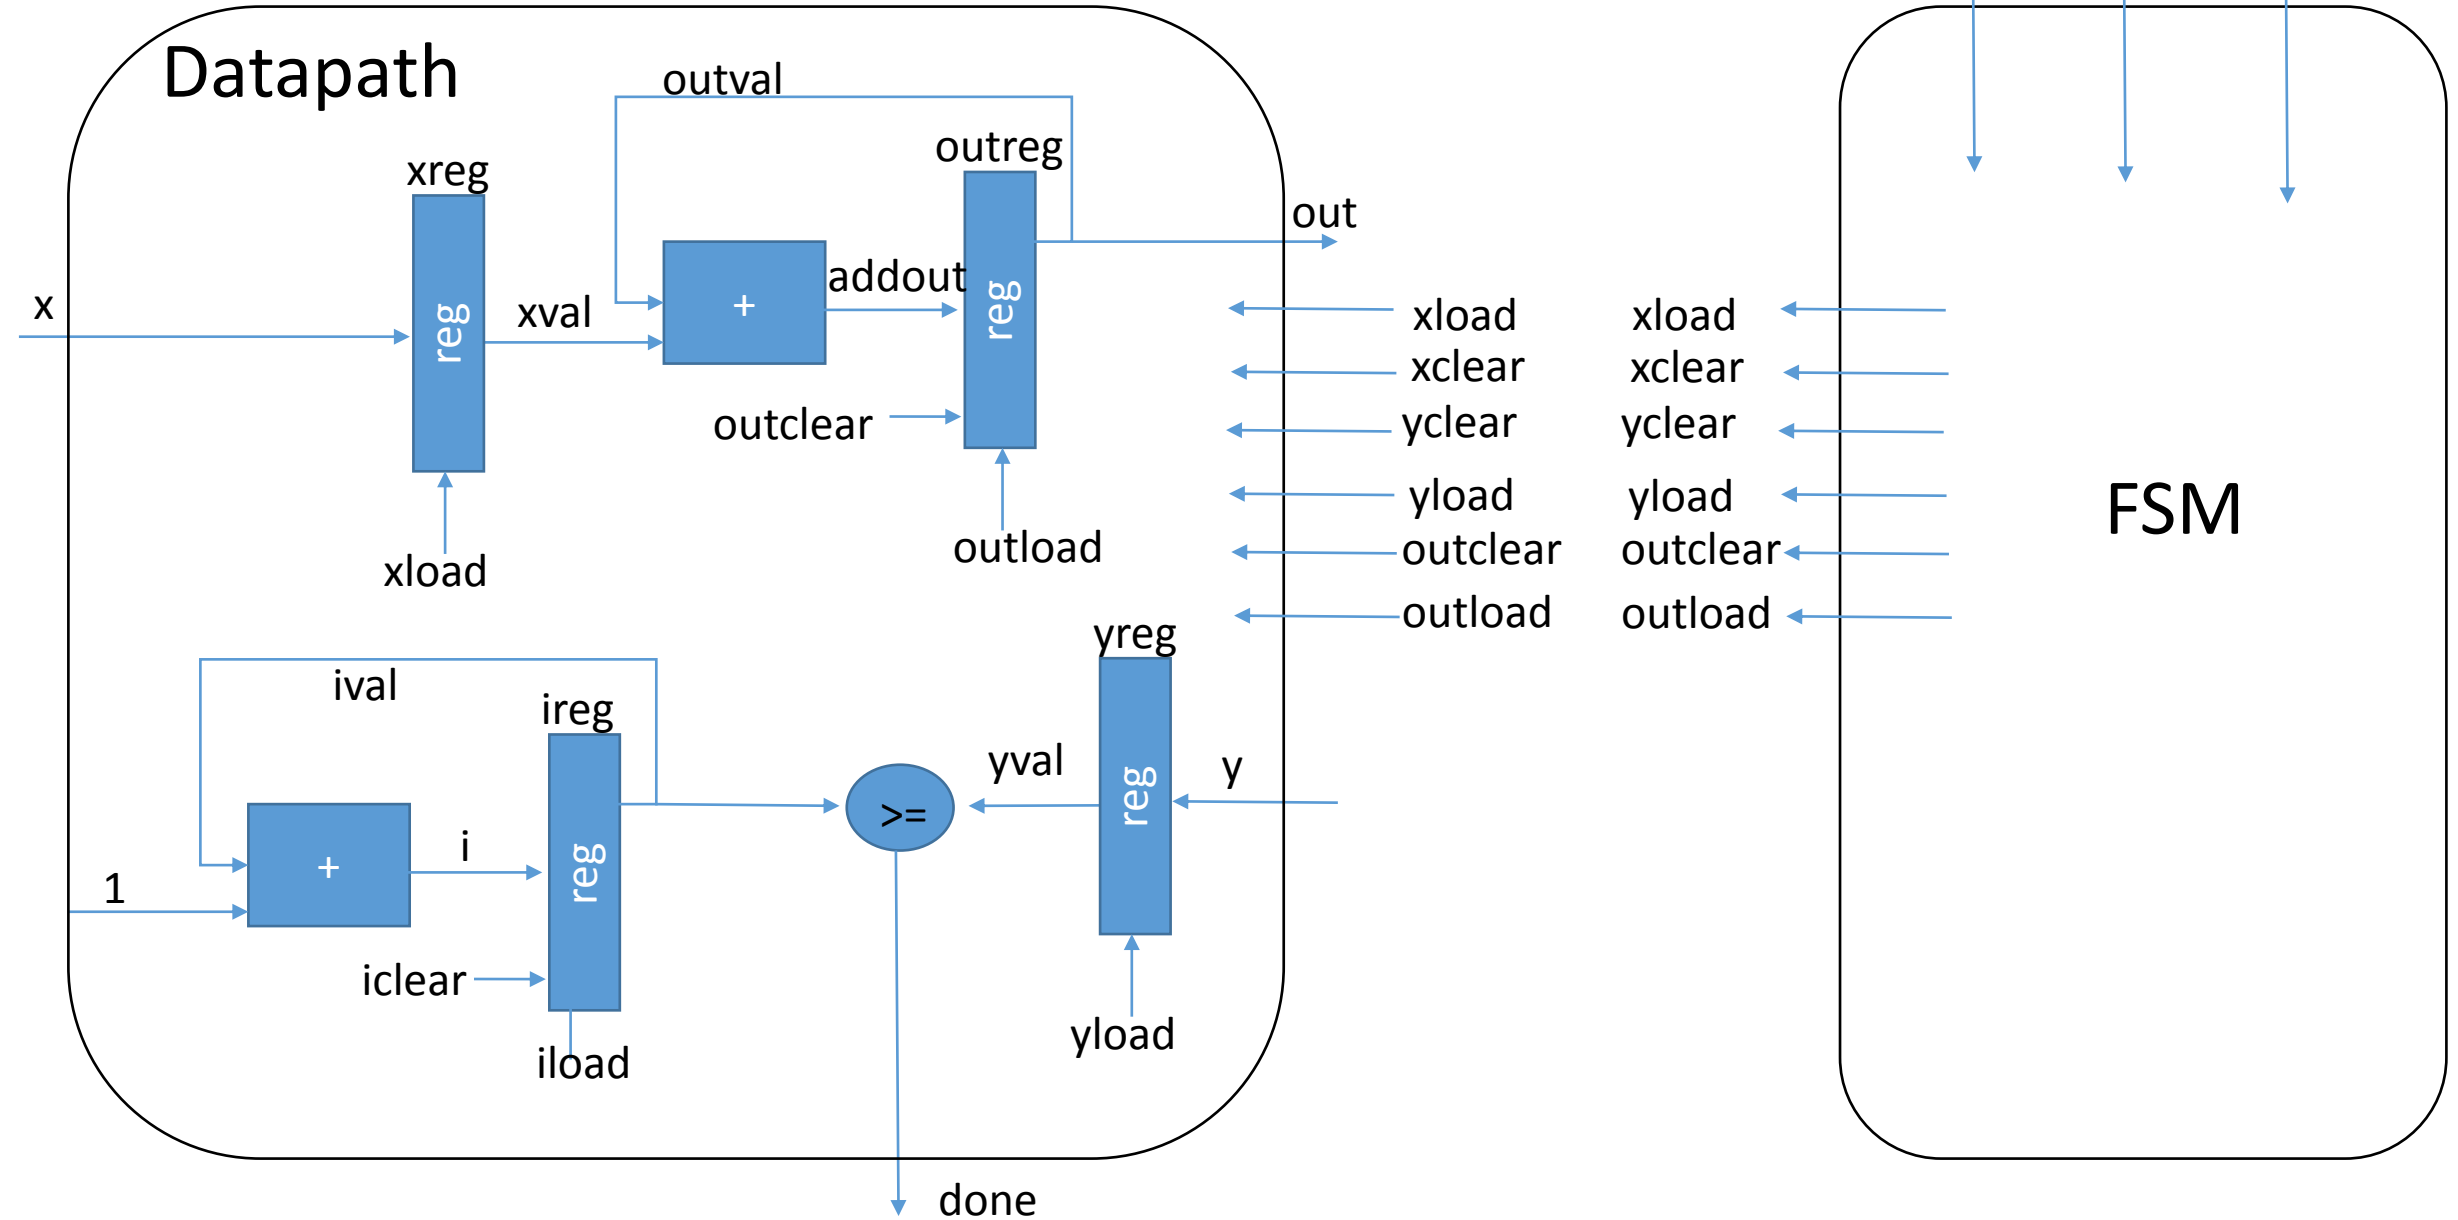 Datapath
outval
outreg
xreg
out
addout
x
xval
+
reg
reg
xload
xload
xclear
xclear
outclear
yclear
yclear
yload
yload
FSM
outload
outclear
outclear
xload
outload
outload
yreg
ival
ireg
yval
y
reg
>=
i
+
reg
1
iclear
yload
iload
done